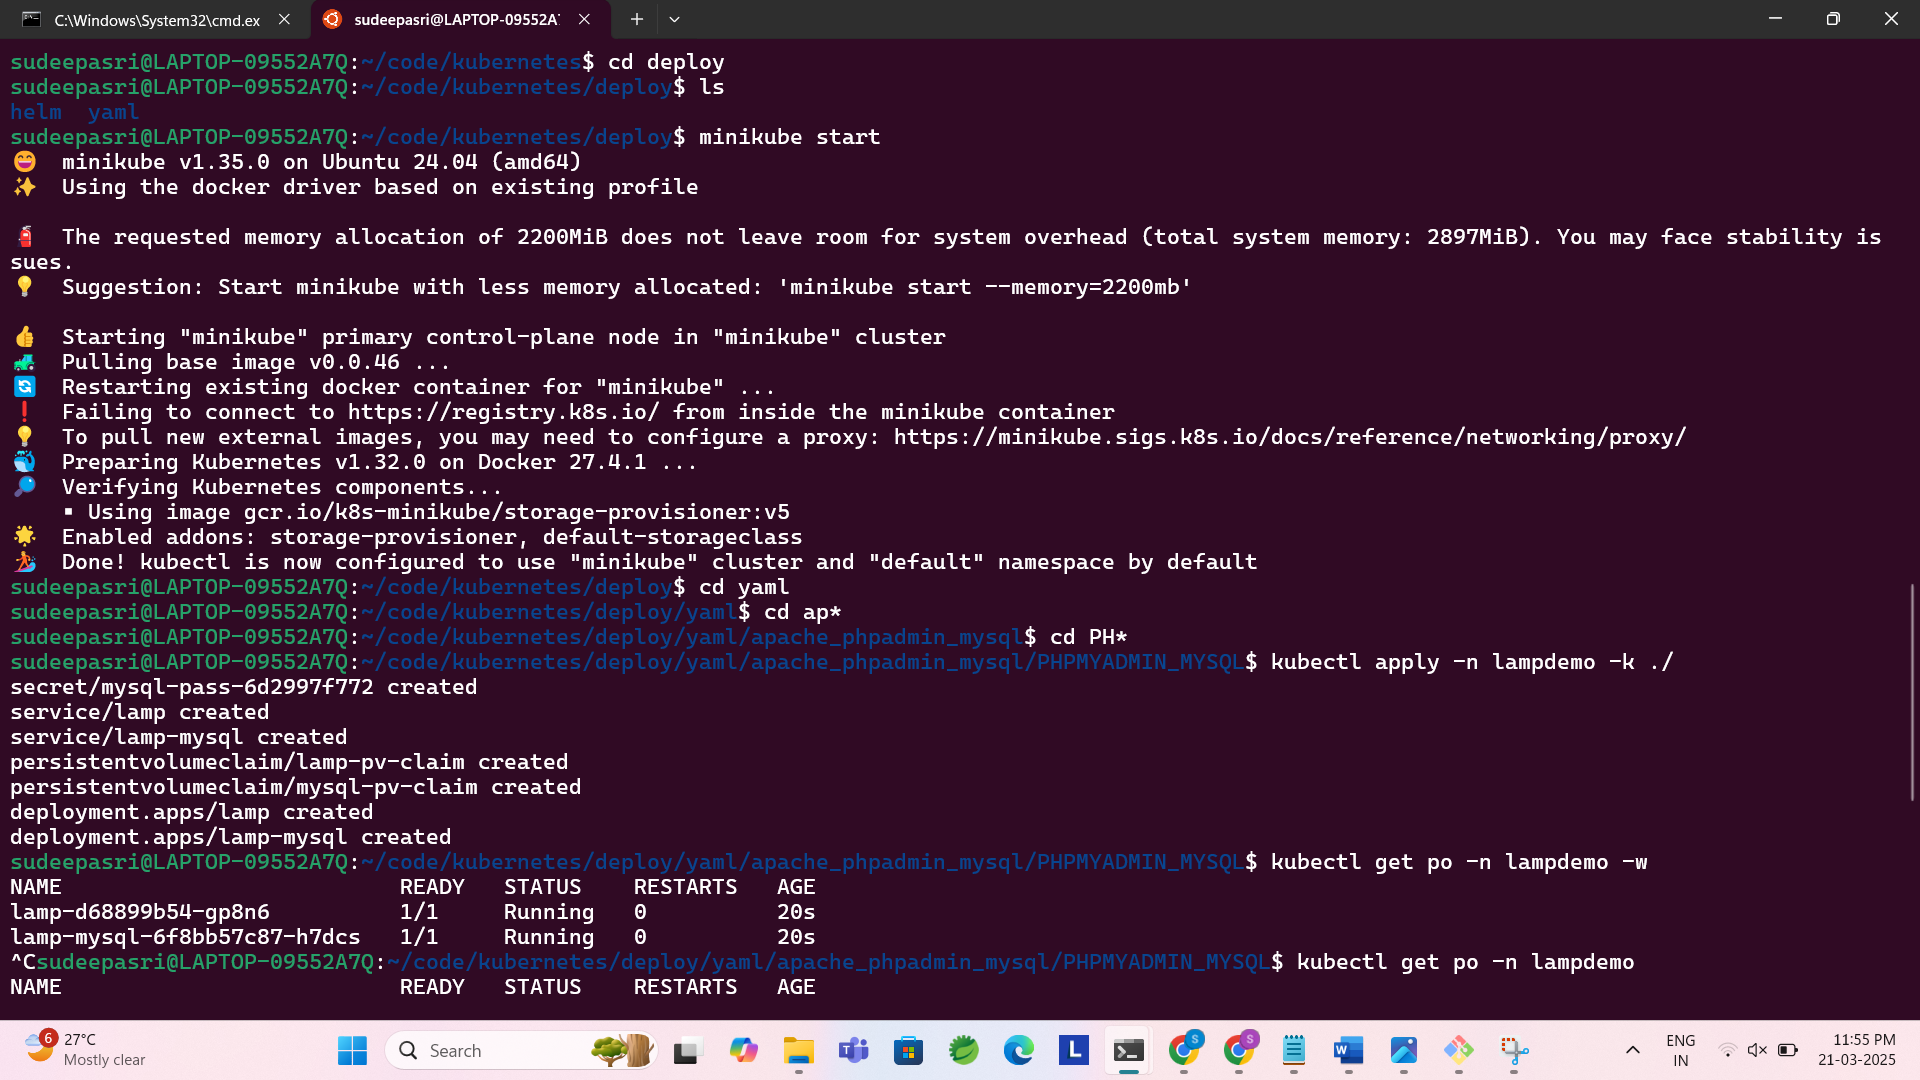 C:\Windows\System32\cmd.ex
sudeepasri@LAPTOP-09552A
sudeepasri@LAPTOP-09552A7Q:~/code/kubernetes$ cd deploy
sudeepasri@LAPTOP-09552A7Q:~/code/kubernetes/deploy$ ls
helm  yaml
sudeepasri@LAPTOP-09552A7Q:~/code/kubernetes/deploy$ minikube start
minikube v1.35.0 on Ubuntu 24.04 (amd64)
Using the docker driver based on existing profile
The requested memory allocation of 2200MiB does not leave room for system overhead (total system memory: 2897MiB). You may face stability is
sues.
Suggestion: Start minikube with less memory allocated: 'minikube start --memory=2200mb'
Starting "minikube" primary control-plane node in "minikube" cluster
Pulling base image v0.0.46 ...
Restarting existing docker container for "minikube" ...
Failing to connect to https://registry.k8s.io/ from inside the minikube container
To pull new external images, you may need to configure a proxy: https://minikube.sigs.k8s.io/docs/reference/networking/proxy/
Preparing Kubernetes v1.32.0 on Docker 27.4.1 ...
Verifying Kubernetes components...
▪ Using image gcr.io/k8s-minikube/storage-provisioner:v5
Enabled addons: storage-provisioner, default-storageclass
Done! kubectl is now configured to use "minikube" cluster and "default" namespace by default
sudeepasri@LAPTOP-09552A7Q:~/code/kubernetes/deploy$ cd yaml
sudeepasri@LAPTOP-09552A7Q:~/code/kubernetes/deploy/yaml$ cd ap*
sudeepasri@LAPTOP-09552A7Q:~/code/kubernetes/deploy/yaml/apache_phpadmin_mysql$ cd PH*
sudeepasri@LAPTOP-09552A7Q:~/code/kubernetes/deploy/yaml/apache_phpadmin_mysql/PHPMYADMIN_MYSQL$ kubectl apply -n lampdemo -k ./
secret/mysql-pass-6d2997f772 created
service/lamp created
service/lamp-mysql created
persistentvolumeclaim/lamp-pv-claim created
persistentvolumeclaim/mysql-pv-claim created
deployment.apps/lamp created
deployment.apps/lamp-mysql created
sudeepasri@LAPTOP-09552A7Q:~/code/kubernetes/deploy/yaml/apache_phpadmin_mysql/PHPMYADMIN_MYSQL$ kubectl get po -n lampdemo -w
NAME READY STATUS RESTARTS AGE
lamp-d68899b54-gp8n6 1/1 Running 0 20s
lamp-mysql-6f8bb57c87-h7dcs 1/1 Running 0 20s
^Csudeepasri@LAPTOP-09552A7Q:~/code/kubernetes/deploy/yaml/apache_phpadmin_mysql/PHPMYADMIN_MYSQL$ kubectl get po -n lampdemo
NAME READY STATUS RESTARTS AGE
6
27°C
Mostly clear
Search
T
L
S
S
W
ENG
IN
11:55 PM
21-03-2025